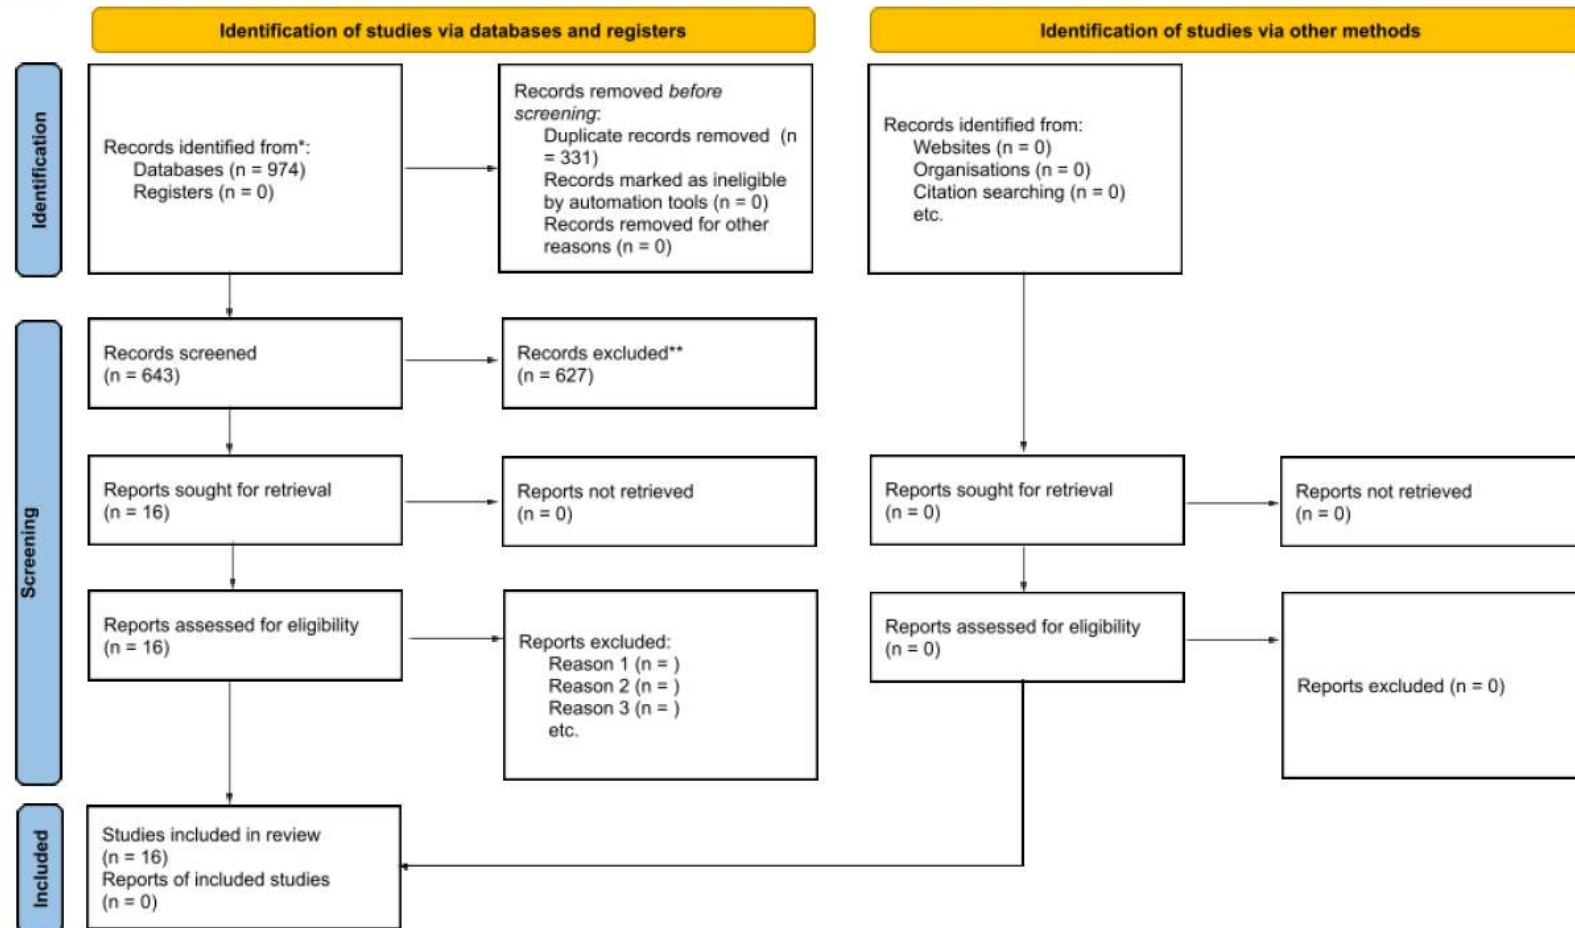 Identification of studies via databases and registers
Identification of studies via other methods
Identification
Records identified from*:
Databases (n = 974)
Registers (n = 0)
Records removed before
screening:
Duplicate records removed (n
= 331)
Records marked as ineligible
by automation tools (n = 0)
Records removed for other
reasons (n = 0)
Records identified from:
Websites (n = 0)
Organisations (n = 0)
Citation searching (n = 0)
etc.
Screening
Records screened
(n = 643)
Records excluded**
(n = 627)
Reports sought for retrieval
(n = 16)
Reports not retrieved
(n = 0)
Reports sought for retrieval
(n = 0)
Reports not retrieved
(n = 0)
Reports assessed for eligibility
(n = 16)
Reports excluded:
Reason 1 (n = )
Reason 2 (n = )
Reason 3 (n = )
etc.
Reports assessed for eligibility
(n = 0)
Reports excluded (n = 0)
Included
Studies included in review
(n = 16)
Reports of included studies
(n = 0)